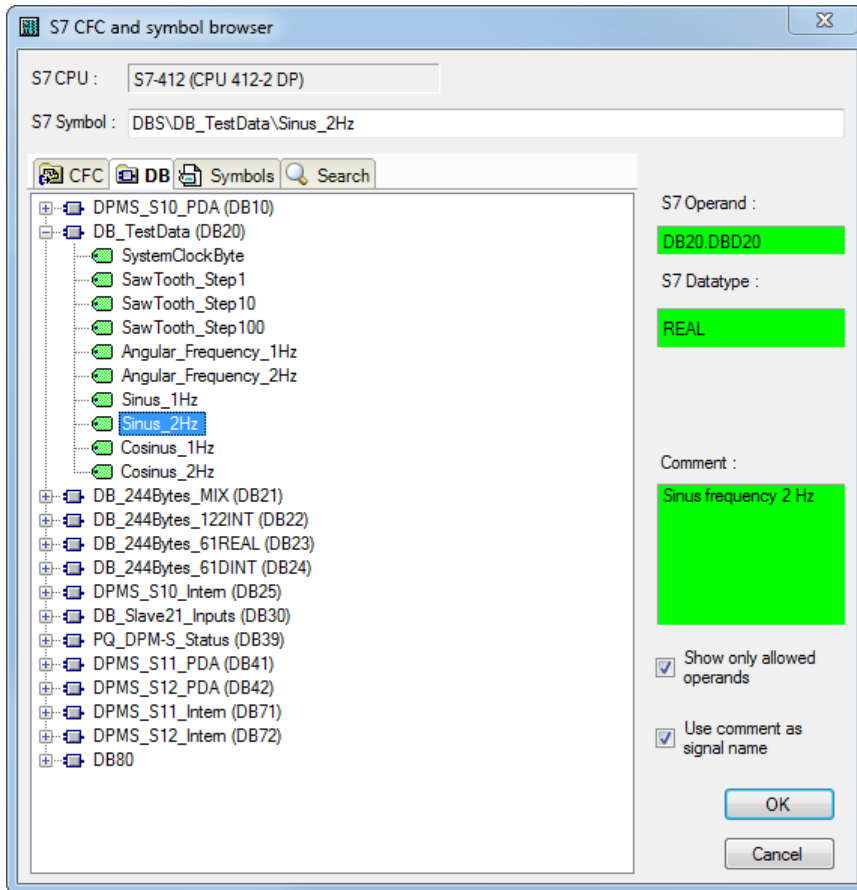 S7 CFC and symbol browser
S7 CPU : S7-412 (CPU 412-2 DP)
S7 Symbol : DBS\DB_TestData\Sinus_2Hz
CFC DB Symbols Search
DPMS_S10_PDA (DB10)
DB_TestData (DB20)
SystemClockByte
SawTooth_Step1
SawTooth_Step10
SawTooth_Step100
Angular_Frequency_1Hz
Angular_Frequency_2Hz
Sinus_1Hz
Sinus_2Hz
Cosinus_1Hz
Cosinus_2Hz
DB_244Bytes_MIX (DB21)
DB_244Bytes_122INT (DB22)
DB_244Bytes_61REAL (DB23)
DB_244Bytes_61DINT (DB24)
DPMS_S10_Intern (DB25)
DB_Slave21_Inputs (DB30)
PQ_DPM-S_Status (DB39)
DPMS_S11_PDA (DB41)
DPMS_S12_PDA (DB42)
DPMS_S11_Intern (DB71)
DPMS_S12_Intern (DB72)
DB80
S7 Operand :
DB20.DBD20
S7 Datatype :
REAL
Comment :
Sinus frequency 2 Hz
Show only allowed
operands
Use comment as
signal name
OK
Cancel